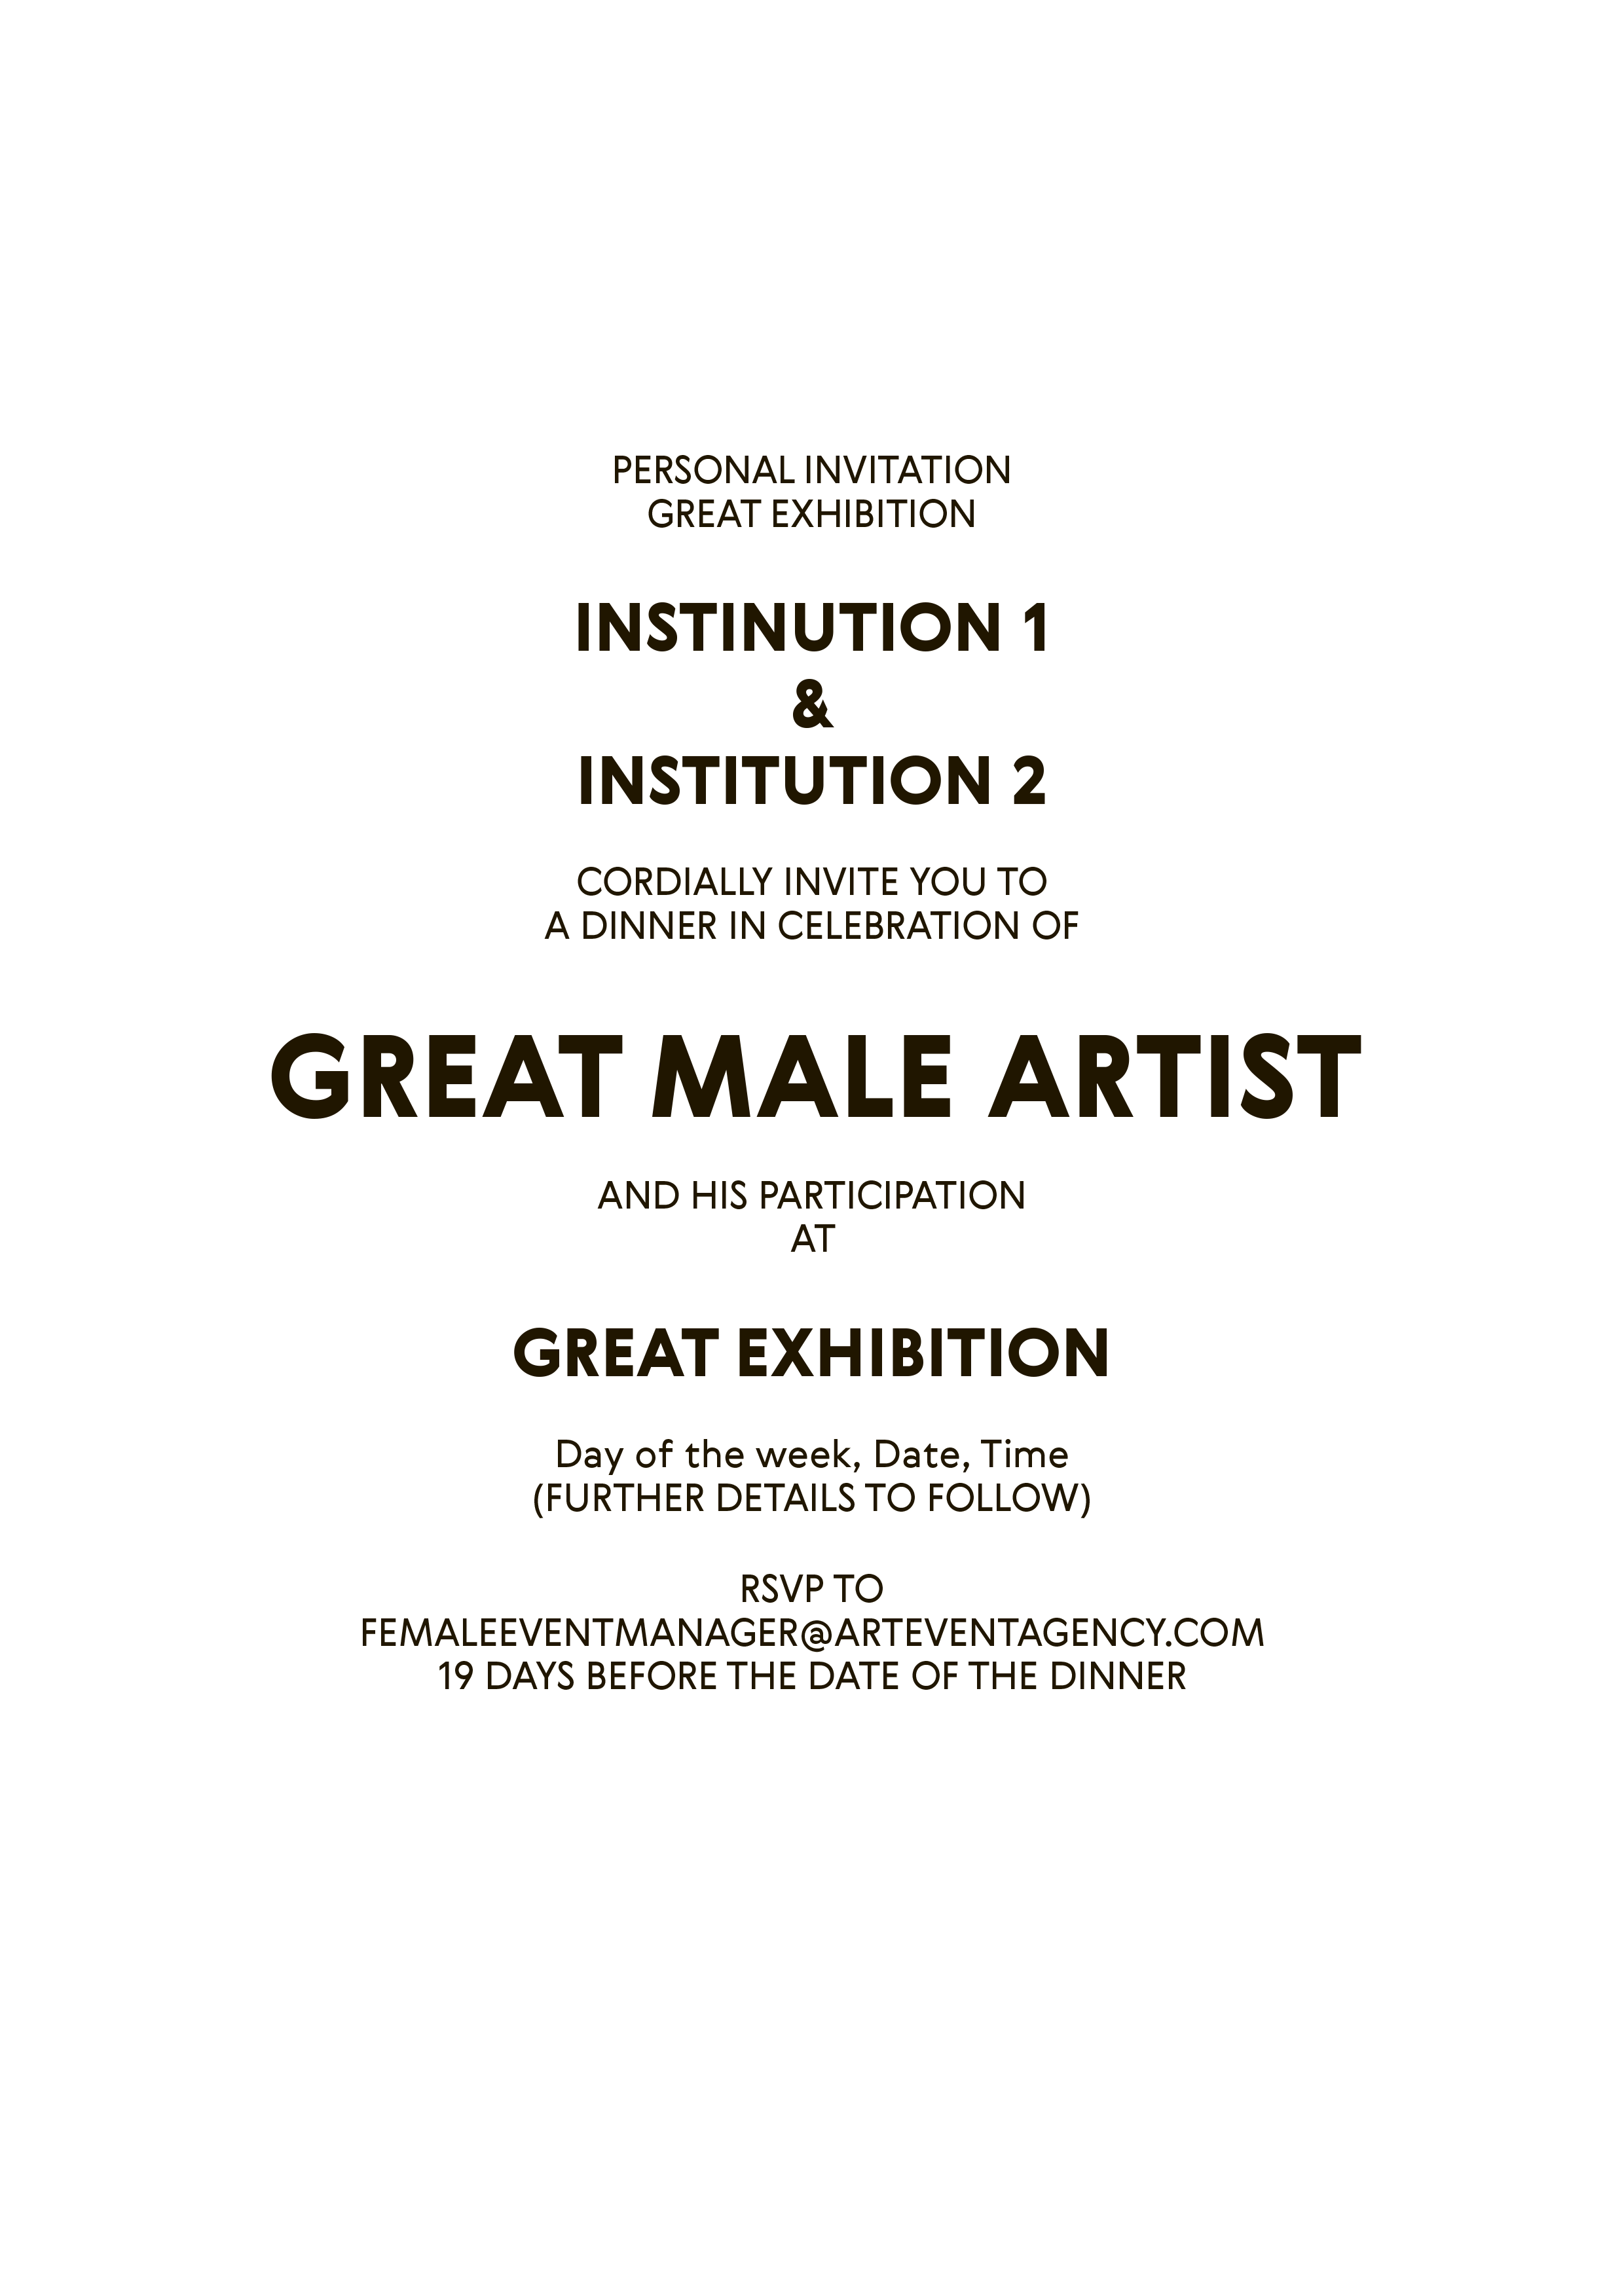 PERSONAL INVITATION
GREAT EXHIBITION
INSTINUTION 1
&
INSTITUTION 2
CORDIALLY INVITE YOU TO
A DINNER IN CELEBRATION OF
GREAT MALE ARTIST
AND HIS PARTICIPATION
AT
GREAT EXHIBITION
Day of the week, Date, Time
(FURTHER DETAILS TO FOLLOW)
RSVP TO
FEMALEEVENTMANAGER@ARTEVENTAGENCY.COM
19 DAYS BEFORE THE DATE OF THE DINNER